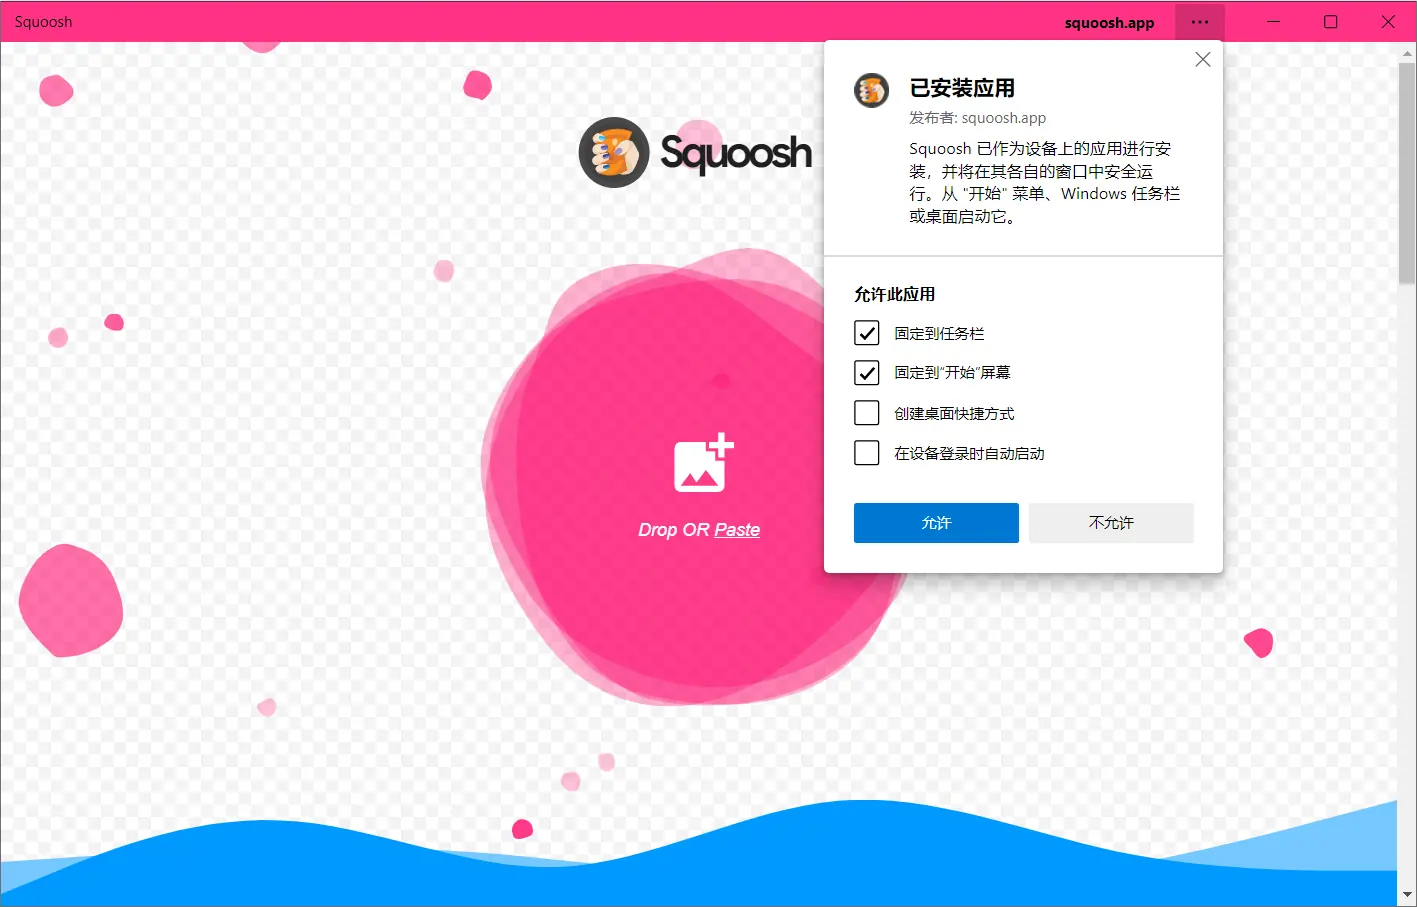 Squoosh
squoosh.app
Squoosh
已安装应用
发布者: squoosh.app
Squoosh 已作为设备上的应用进行安
装，并将在其各自的窗口中安全运
行。从 "开始" 菜单、Windows 任务栏
或桌面启动它。
允许此应用
固定到任务栏
固定到“开始”屏幕
创建桌面快捷方式
在设备登录时自动启动
允许
不允许
Drop OR Paste